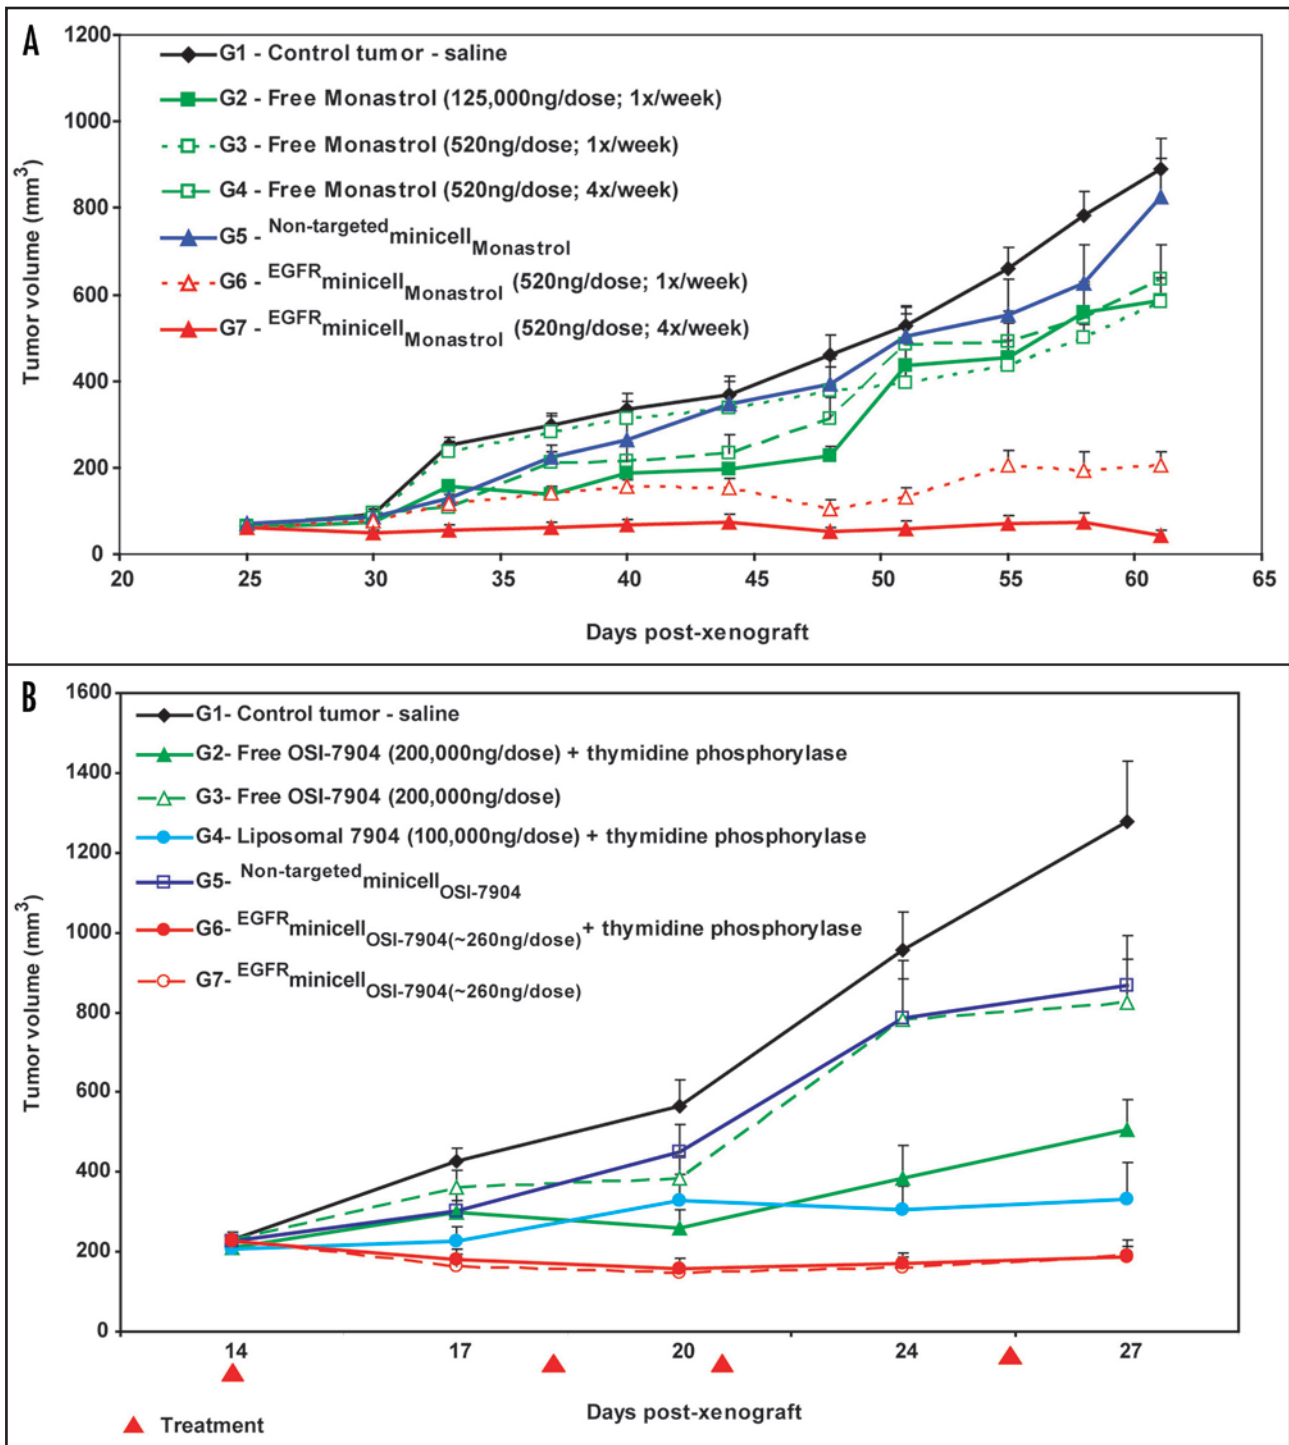 A
1200
1000
800
600
400
200
0
Tumor volume (mm³)
G1 - Control tumor - saline
G2 - Free Monastrol (125,000ng/dose; 1x/week)
G3 - Free Monastrol (520ng/dose; 1x/week)
G4 - Free Monastrol (520ng/dose; 4x/week)
G5 - Non-targeted minicell Monastrol
G6 - EGFR minicell Monastrol (520ng/dose; 1x/week)
G7 - EGFR minicell Monastrol (520ng/dose; 4x/week)
20 25 30 35 40 45 50 55 60 65
Days post-xenograft
B
1600
1400
1200
1000
800
600
400
200
0
Tumor volume (mm³)
G1- Control tumor - saline
G2- Free OSI-7904 (200,000ng/dose) + thymidine phosphorylase
G3- Free OSI-7904 (200,000ng/dose)
G4- Liposomal 7904 (100,000ng/dose) + thymidine phosphorylase
G5- Non-targeted minicell OSI-7904
G6- EGFR minicell OSI-7904(~260ng/dose) + thymidine phosphorylase
G7- EGFR minicell OSI-7904(~260ng/dose)
14 17 20 24 27
Days post-xenograft
Treatment